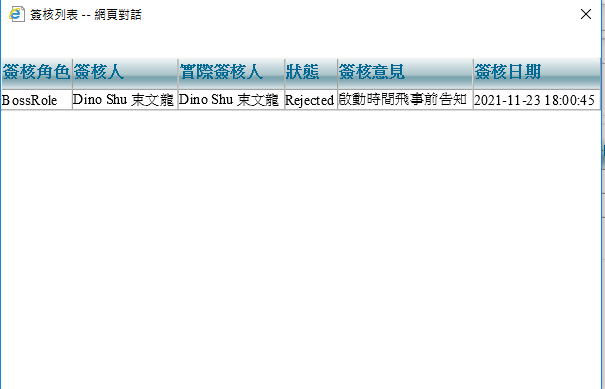 簽核列表 -- 網頁對話
簽核角色 簽核人 實際簽核人 狀態 簽核意見 簽核日期
BossRole Dino Shu 束文龍 Dino Shu 束文龍 Rejected 啟動時間飛事前告知 2021-11-23 18:00:45